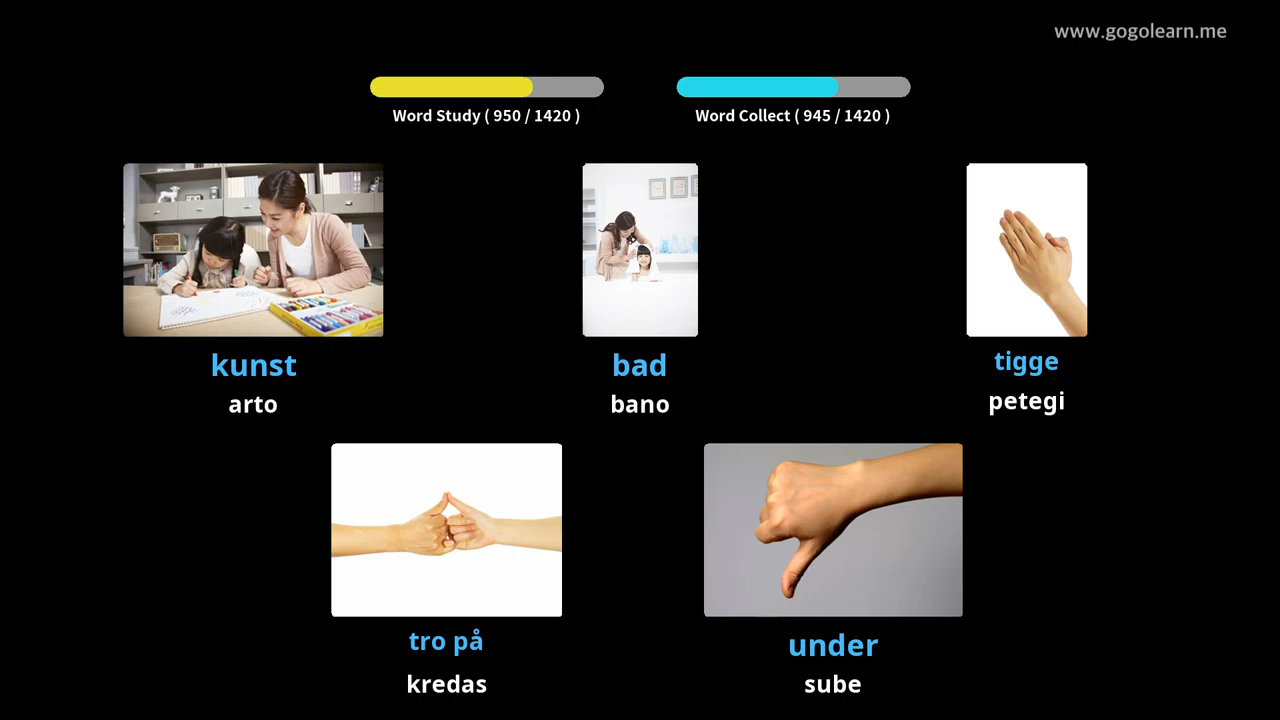 www.gogolearn.me
Word Study ( 950 / 1420 )
Word Collect ( 945 / 1420 )
kunst
arto
bad
bano
tigge
petegi
tro på
kredas
under
sube